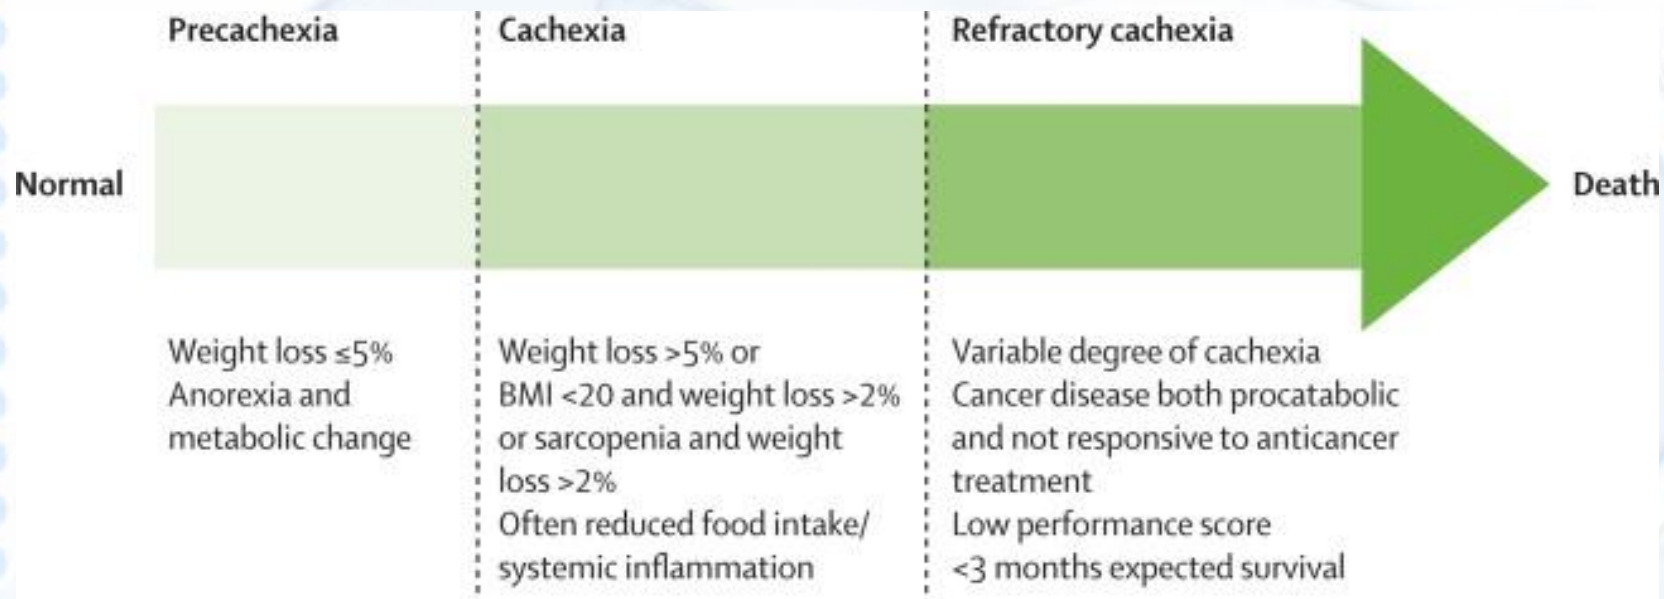 Precachexia
Cachexia
Refractory cachexia
Normal
Death
Weight loss ≤5%
Anorexia and
metabolic change
Weight loss >5% or
BMI <20 and weight loss >2%
or sarcopenia and weight
loss >2%
Often reduced food intake/
systemic inflammation
Variable degree of cachexia
Cancer disease both procatabolic
and not responsive to anticancer
treatment
Low performance score
<3 months expected survival